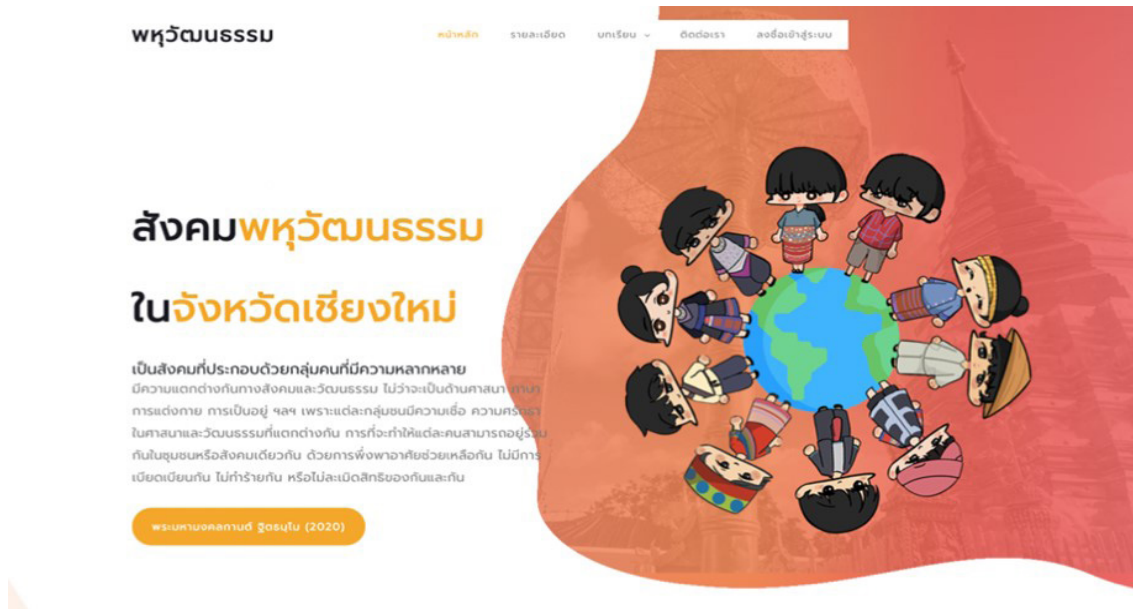 พหุวัฒนธรรม
หน้าหลัก รายละเอียด บทเรียน ติดต่อเรา ลงชื่อเข้าสู่ระบบ
สังคมพหุวัฒนธรรม
ในจังหวัดเชียงใหม่
เป็นสังคมที่ประกอบด้วยกลุ่มคนที่มีความหลากหลาย
มีความแตกต่างกันทางสังคมและวัฒนธรรม ไม่ว่าจะเป็นด้านศาสนา ภาษา
การแต่งกาย การเป็นอยู่ ฯลฯ เพราะแต่ละกลุ่มชนมีความเชื่อ ความศรัทธา
ในศาสนาและวัฒนธรรมที่แตกต่างกัน การที่จะทำให้แต่ละคนสามารถอยู่ร่วม
กันในชุมชนหรือสังคมเดียวกัน ด้วยการพึ่งพาอาศัยช่วยเหลือกัน ไม่มีการ
เบียดเบียนกัน ไม่ทำร้ายกัน หรือไม่ละเมิดสิทธิของกันและกัน
พระมหามงคลกานต์ ฐิตธมฺโม (2020)